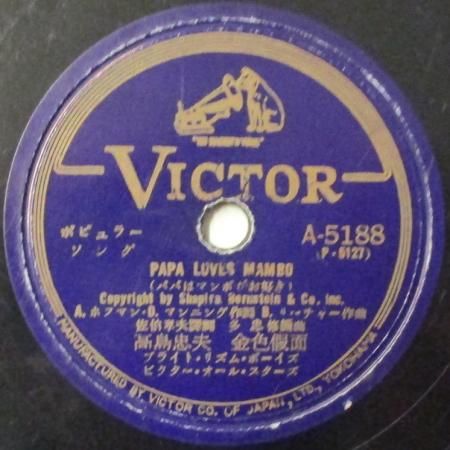 "HIS MASTER'S VOICE"
VICTOR
ポピュラー
ソング
A-5188
(P·5127)
PAPA LOVES MAMBO
(パパはマンボがお好き)
Copyright by Shapiro Bernstein & Co. Inc.
A. ホフマン・D. マンニング B. リーチャー作曲
佐伯孝夫譯詞 多 忠修編曲
高島忠夫 金色仮面
ブライト・リズム・ボーイズ
ビクター・オール・スターズ
MANUFACTURED BY VICTOR CO. OF JAPAN, LTD., YOKOHAMA